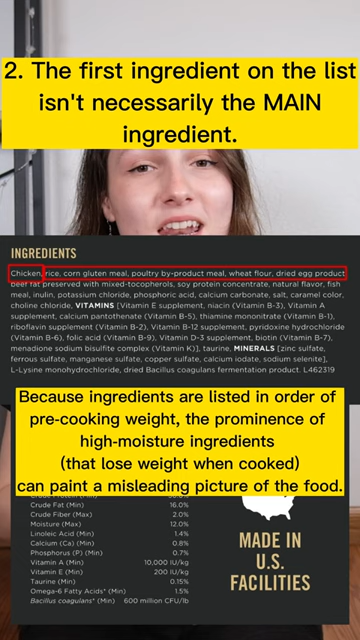 2. The first ingredient on the list
isn't necessarily the MAIN
ingredient.
INGREDIENTS
Chicken, rice, corn gluten meal, poultry by-product meal, wheat flour, dried egg product
beef fat preserved with mixed-tocopherols, soy protein concentrate, natural flavor, fish
meal, inulin, potassium chloride, phosphoric acid, calcium carbonate, salt, caramel color,
choline chloride, VITAMINS [Vitamin E supplement, niacin (Vitamin B-3), Vitamin A
supplement, calcium pantothenate (Vitamin B-5), thiamine mononitrate (Vitamin B-1),
riboflavin supplement (Vitamin B-2), Vitamin B-12 supplement, pyridoxine hydrochloride
(Vitamin B-6), folic acid (Vitamin B-9), Vitamin D-3 supplement, biotin (Vitamin B-7),
menadione sodium bisulfite complex (Vitamin K)], taurine, MINERALS [zinc sulfate,
ferrous sulfate, manganese sulfate, copper sulfate, calcium iodate, sodium selenite],
L-Lysine monohydrochloride, dried Bacillus coagulans fermentation product. L462319
Because ingredients are listed in order of
pre-cooking weight, the prominence of
high-moisture ingredients
(that lose weight when cooked)
can paint a misleading picture of the food.
Crude Fat (Min) 16.0%
Crude Fiber (Max) 2.0%
Moisture (Max) 12.0%
Linoleic Acid (Min) 1.4%
Calcium (Ca) (Min) 0.8%
Phosphorus (P) (Min) 0.7%
Vitamin A (Min) 10,000 IU/kg
Vitamin E (Min) 200 IU/kg
Taurine (Min) 0.15%
Omega-6 Fatty Acids* (Min) 1.5%
Bacillus coagulans* (Min) 600 million CFU/lb
MADE IN
U.S.
FACILITIES